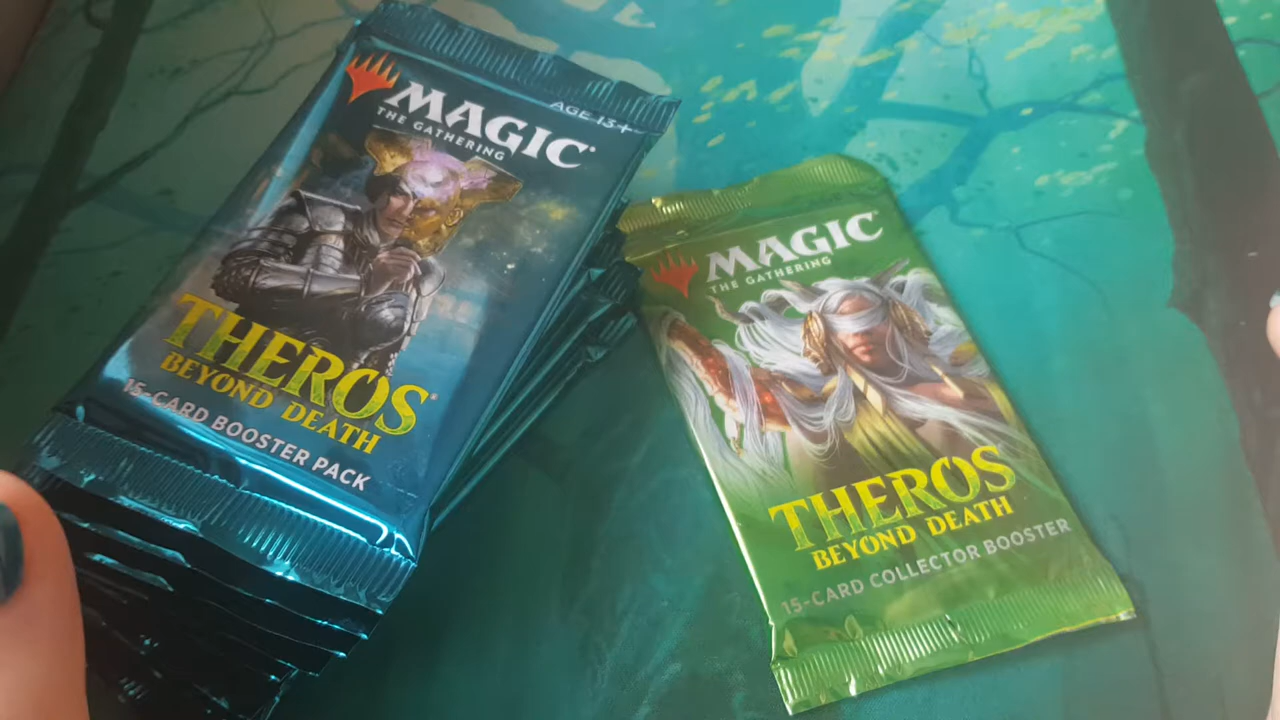 AGE 13+
MAGIC
THE GATHERING
THEROS
BEYOND DEATH
15-CARD BOOSTER PACK
MAGIC
THE GATHERING
THEROS
BEYOND DEATH
15-CARD COLLECTOR BOOSTER